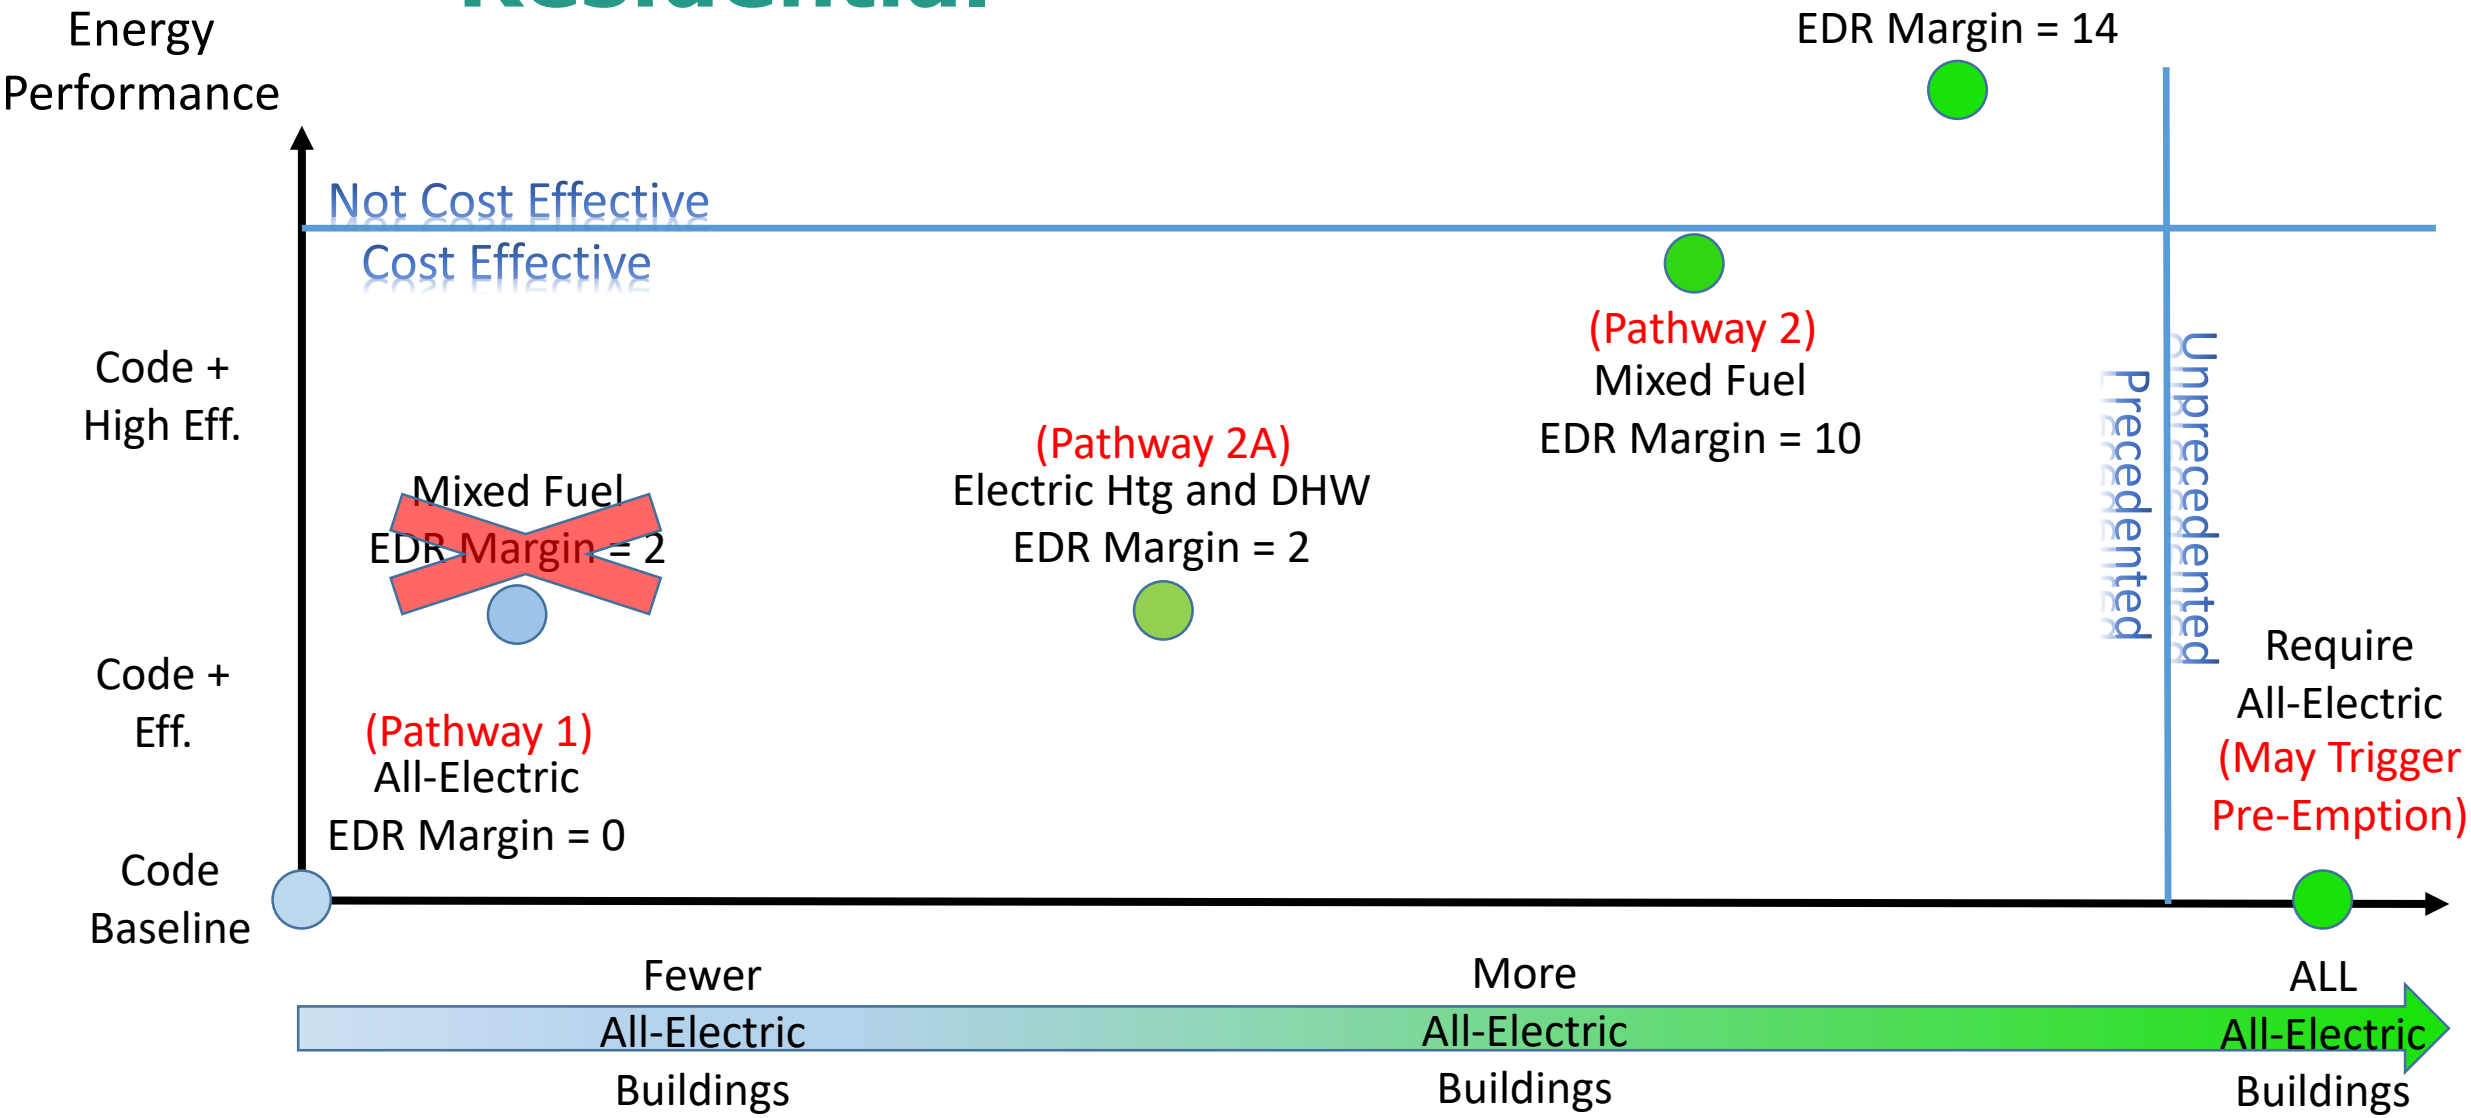 Residential
Energy
Performance
EDR Margin = 14
Not Cost Effective
Cost Effective
Code +
High Eff.
(Pathway 2)
Mixed Fuel
EDR Margin = 10
Precedented
Unprecedented
(Pathway 2A)
Electric Htg and DHW
EDR Margin = 2
Mixed Fuel
EDR Margin = 2
Code +
Eff.
(Pathway 1)
All-Electric
EDR Margin = 0
Require
All-Electric
(May Trigger
Pre-Emption)
Code
Baseline
Fewer
All-Electric
Buildings
More
All-Electric
Buildings
ALL
All-Electric
Buildings